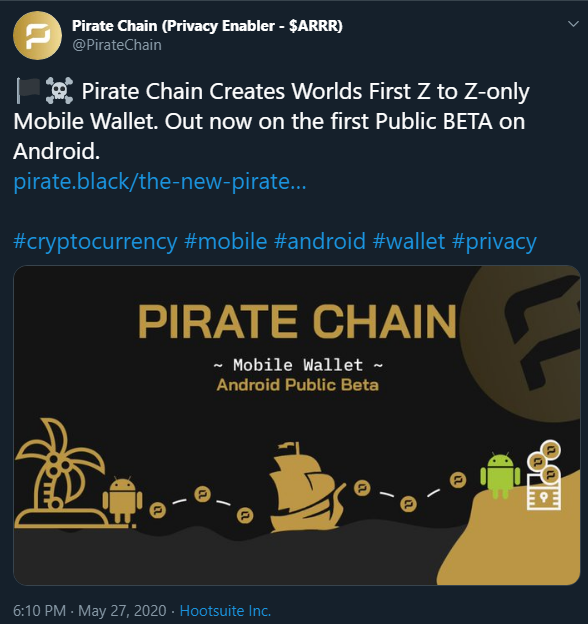 Pirate Chain (Privacy Enabler - $ARRR)
@PirateChain
🏴☠️ Pirate Chain Creates Worlds First Z to Z-only
Mobile Wallet. Out now on the first Public BETA on
Android.
pirate.black/the-new-pirate...
#cryptocurrency #mobile #android #wallet #privacy
PIRATE CHAIN
~ Mobile Wallet ~
Android Public Beta
6:10 PM · May 27, 2020 · Hootsuite Inc.